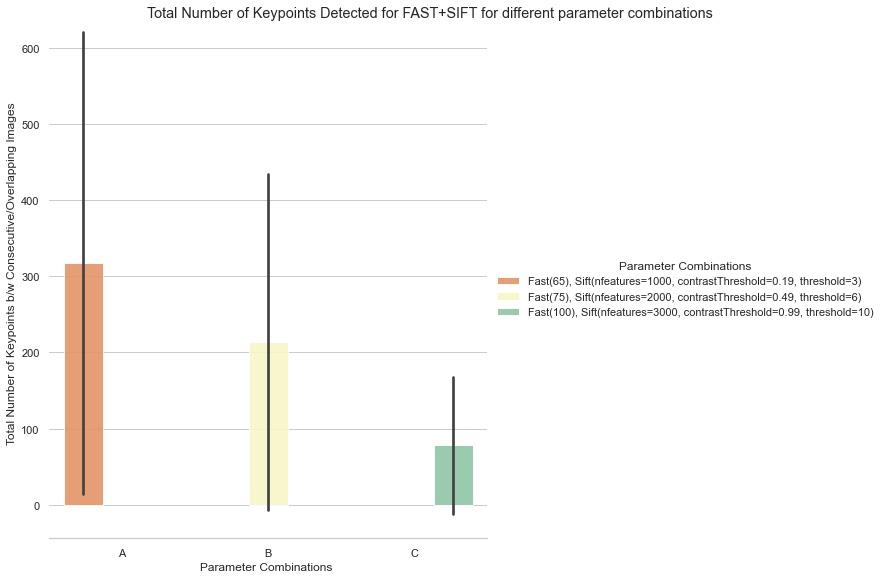 Total Number of Keypoints Detected for FAST+SIFT for different parameter combinations
Total Number of Keypoints b/w Consecutive/Overlapping Images
600
500
400
300
200
100
0
A
B
C
Parameter Combinations
Parameter Combinations
Fast(65), Sift(nfeatures=1000, contrastThreshold=0.19, threshold=3)
Fast(75), Sift(nfeatures=2000, contrastThreshold=0.49, threshold=6)
Fast(100), Sift(nfeatures=3000, contrastThreshold=0.99, threshold=10)